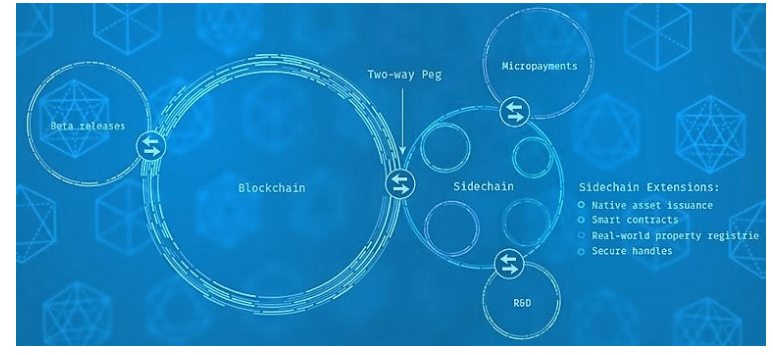 Micropayments
Two-way Peg
Beta releases
Blockchain
Sidechain
Sidechain Extensions:
Native asset issuance
Smart contracts
Real-world property registrie
Secure handles
R&D